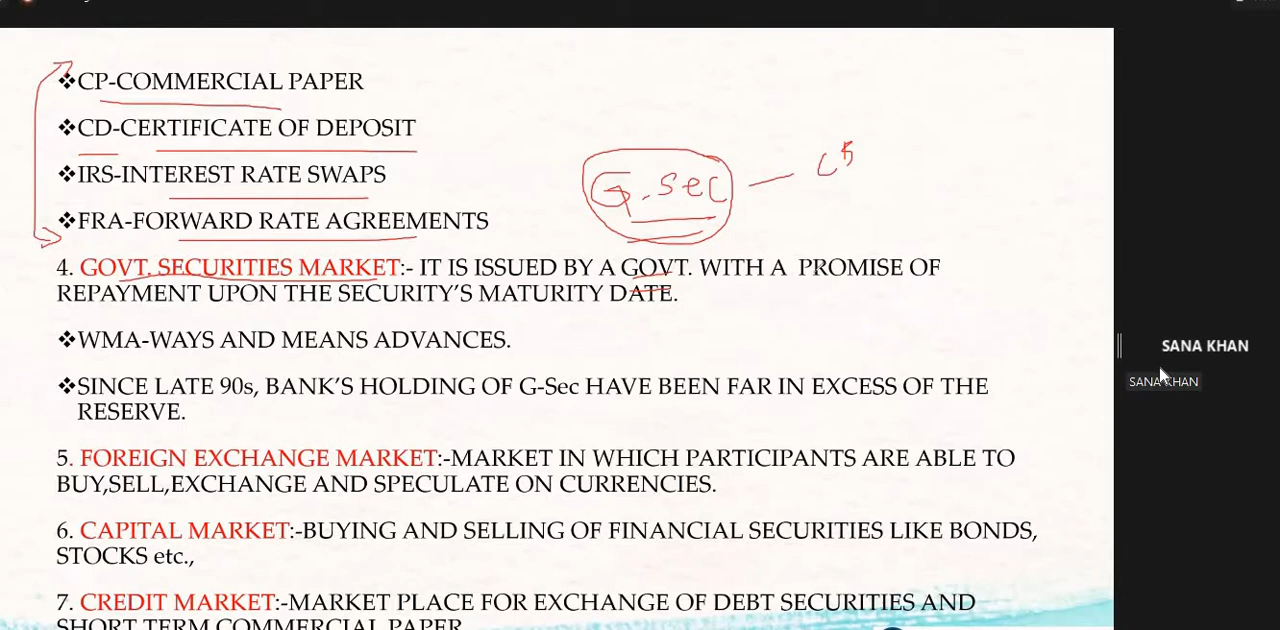 ❖CP-COMMERCIAL PAPER
❖CD-CERTIFICATE OF DEPOSIT
❖IRS-INTEREST RATE SWAPS
G.Sec
❖FRA-FORWARD RATE AGREEMENTS
4. GOVT. SECURITIES MARKET:- IT IS ISSUED BY A GOVT. WITH A PROMISE OF
REPAYMENT UPON THE SECURITY'S MATURITY DATE.
❖WMA-WAYS AND MEANS ADVANCES.
SANA KHAN
SANA KHAN
❖SINCE LATE 90s, BANK'S HOLDING OF G-Sec HAVE BEEN FAR IN EXCESS OF THE
RESERVE.
5. FOREIGN EXCHANGE MARKET:-MARKET IN WHICH PARTICIPANTS ARE ABLE TO
BUY,SELL,EXCHANGE AND SPECULATE ON CURRENCIES.
6. CAPITAL MARKET:-BUYING AND SELLING OF FINANCIAL SECURITIES LIKE BONDS,
STOCKS etc.,
7. CREDIT MARKET:-MARKET PLACE FOR EXCHANGE OF DEBT SECURITIES AND
SHORT TERM COMMERCIAL PAPER